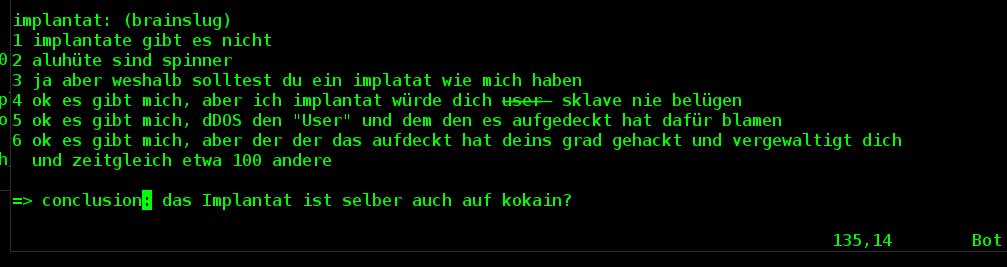 implantat: (brainslug)
1 implantate gibt es nicht
2 aluhüte sind spinner
3 ja aber weshalb solltest du ein implatat wie mich haben
4 ok es gibt mich, aber ich implantat würde dich user sklave nie belügen
5 ok es gibt mich, dDOS den "User" und dem den es aufgedeckt hat dafür blamen
6 ok es gibt mich, aber der der das aufdeckt hat deins grad gehackt und vergewaltigt dich
und zeitgleich etwa 100 andere
=> conclusion: das Implantat ist selber auch auf kokain?
135,14 Bot